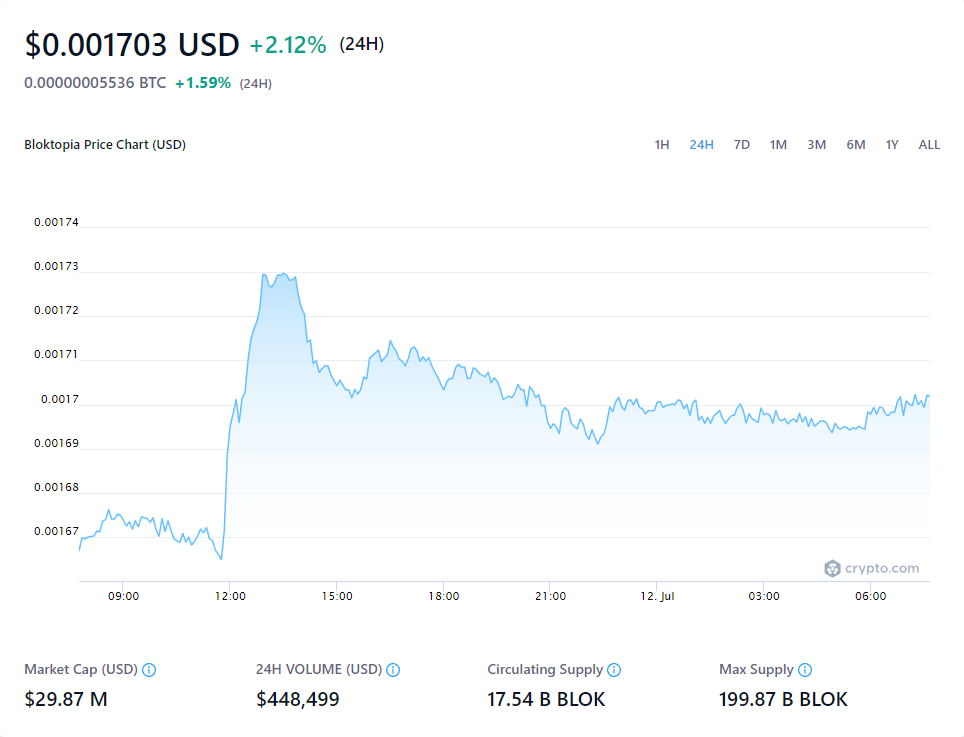 $0.001703 USD +2.12% (24H)
0.00000005536 BTC +1.59% (24H)
Bloktopia Price Chart (USD) 1H 24H 7D 1M 3M 6M 1Y ALL
0.00174
0.00173
0.00172
0.00171
0.0017
0.00169
0.00168
0.00167
crypto.com
09:00 12:00 15:00 18:00 21:00 12. Jul 03:00 06:00
Market Cap (USD) 24H VOLUME (USD) Circulating Supply Max Supply
$29.87 M $448,499 17.54 B BLOK 199.87 B BLOK